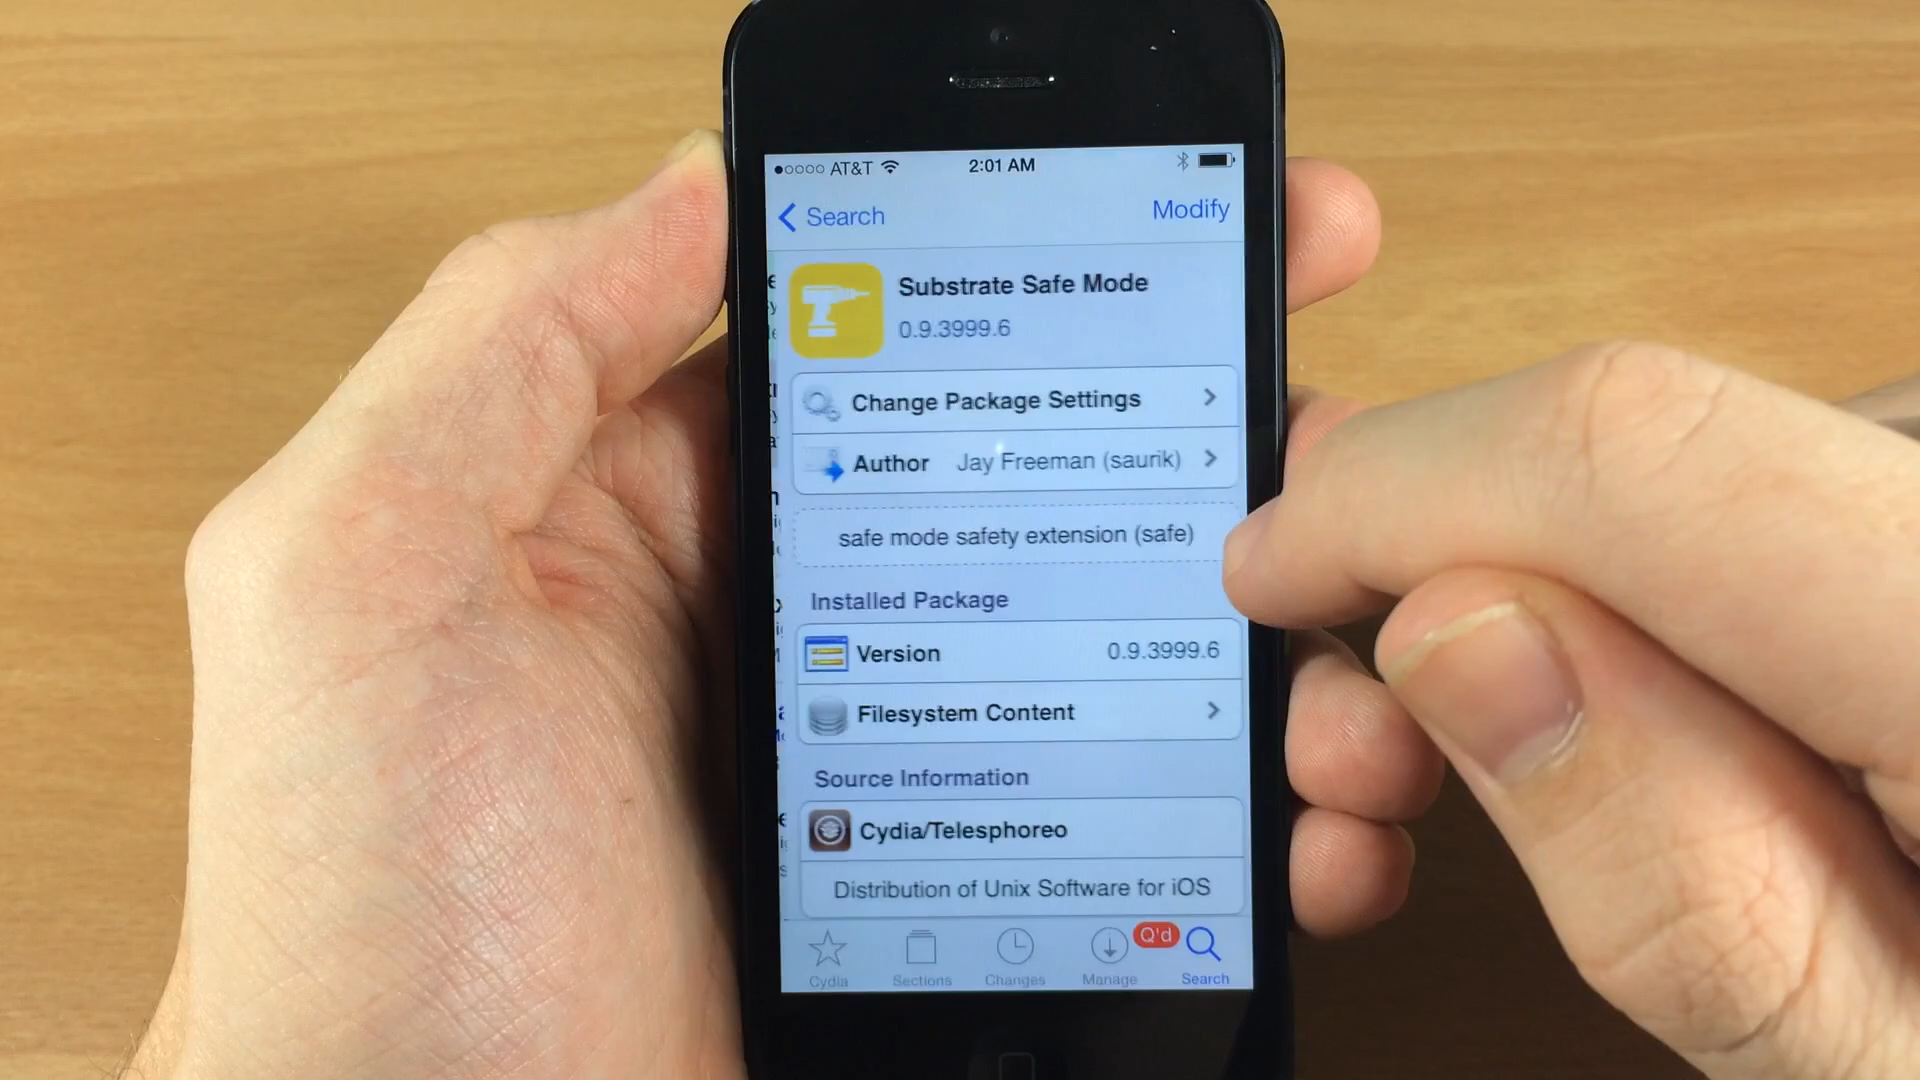 AT&T 2:01 AM
Search Modify
Substrate Safe Mode
0.9.3999.6
Change Package Settings
Author Jay Freeman (saurik)
safe mode safety extension (safe)
Installed Package
Version 0.9.3999.6
Filesystem Content
Source Information
Cydia/Telesphoreo
Distribution of Unix Software for iOS
Q'd
Cydia Sections Changes Manage Search